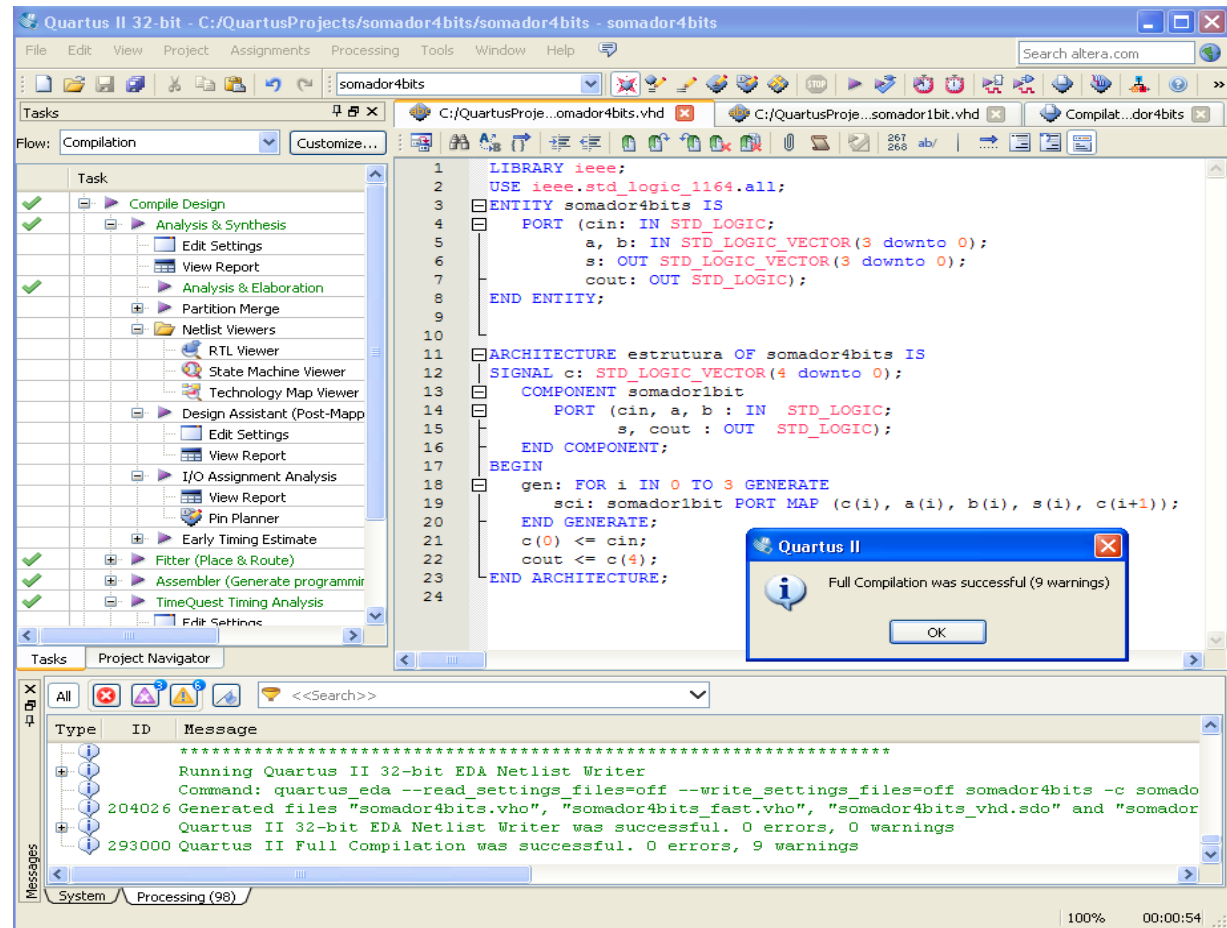 Quartus II 32-bit - C:/QuartusProjects/somador4bits/somador4bits - somador4bits
File Edit View Project Assignments Processing Tools Window Help
Search altera.com
somador4bits
Tasks
Flow: Compilation Customize...
Task
Compile Design
Analysis & Synthesis
Edit Settings
View Report
Analysis & Elaboration
Partition Merge
Netlist Viewers
RTL Viewer
State Machine Viewer
Technology Map Viewer
Design Assistant (Post-Mapp
Edit Settings
View Report
I/O Assignment Analysis
View Report
Pin Planner
Early Timing Estimate
Fitter (Place & Route)
Assembler (Generate programmin
TimeQuest Timing Analysis
Edit Settings
Tasks Project Navigator
C:/QuartusProje...omador4bits.vhd C:/QuartusProje...somador1bit.vhd Compilat...dor4bits
267 268 ab/
1 LIBRARY ieee;
2 USE ieee.std_logic_1164.all;
3 ENTITY somador4bits IS
4 PORT (cin: IN STD_LOGIC;
5 a, b: IN STD_LOGIC_VECTOR(3 downto 0);
6 s: OUT STD_LOGIC_VECTOR(3 downto 0);
7 cout: OUT STD_LOGIC);
8 END ENTITY;
9
10
11 ARCHITECTURE estrutura OF somador4bits IS
12 SIGNAL c: STD_LOGIC_VECTOR(4 downto 0);
13 COMPONENT somador1bit
14 PORT (cin, a, b : IN STD_LOGIC;
15 s, cout : OUT STD_LOGIC);
16 END COMPONENT;
17 BEGIN
18 gen: FOR i IN 0 TO 3 GENERATE
19 sci: somador1bit PORT MAP (c(i), a(i), b(i), s(i), c(i+1));
20 END GENERATE;
21 c(0) <= cin;
22 cout <= c(4);
23 END ARCHITECTURE;
24
Quartus II
Full Compilation was successful (9 warnings)
OK
All 3 6 <<Search>>
Type ID Message
*******************************************************************
Running Quartus II 32-bit EDA Netlist Writer
Command: quartus_eda --read_settings_files=off --write_settings_files=off somador4bits -c somado
204026 Generated files "somador4bits.vho", "somador4bits_fast.vho", "somador4bits_vhd.sdo" and "somador
Quartus II 32-bit EDA Netlist Writer was successful. 0 errors, 0 warnings
293000 Quartus II Full Compilation was successful. 0 errors, 9 warnings
Messages
System Processing (98)
100% 00:00:54